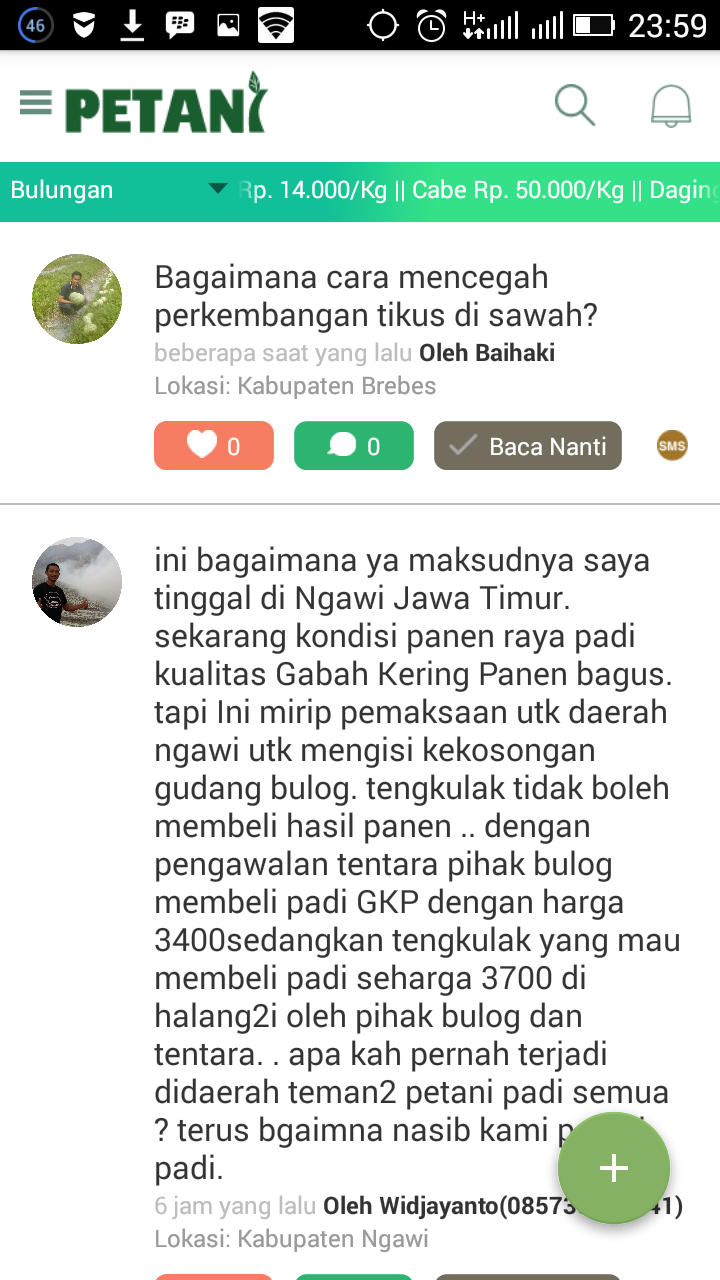 46
H+
23:59
PETANI
Bulungan
Rp. 14.000/Kg || Cabe Rp. 50.000/Kg || Daging
Bagaimana cara mencegah
perkembangan tikus di sawah?
beberapa saat yang lalu Oleh Baihaki
Lokasi: Kabupaten Brebes
0
0
Baca Nanti
SMS
ini bagaimana ya maksudnya saya
tinggal di Ngawi Jawa Timur.
sekarang kondisi panen raya padi
kualitas Gabah Kering Panen bagus.
tapi Ini mirip pemaksaan utk daerah
ngawi utk mengisi kekosongan
gudang bulog. tengkulak tidak boleh
membeli hasil panen .. dengan
pengawalan tentara pihak bulog
membeli padi GKP dengan harga
3400sedangkan tengkulak yang mau
membeli padi seharga 3700 di
halang2i oleh pihak bulog dan
tentara. . apa kah pernah terjadi
didaerah teman2 petani padi semua
? terus bgaimna nasib kami
padi.
6 jam yang lalu Oleh Widjayanto(08573 41)
Lokasi: Kabupaten Ngawi